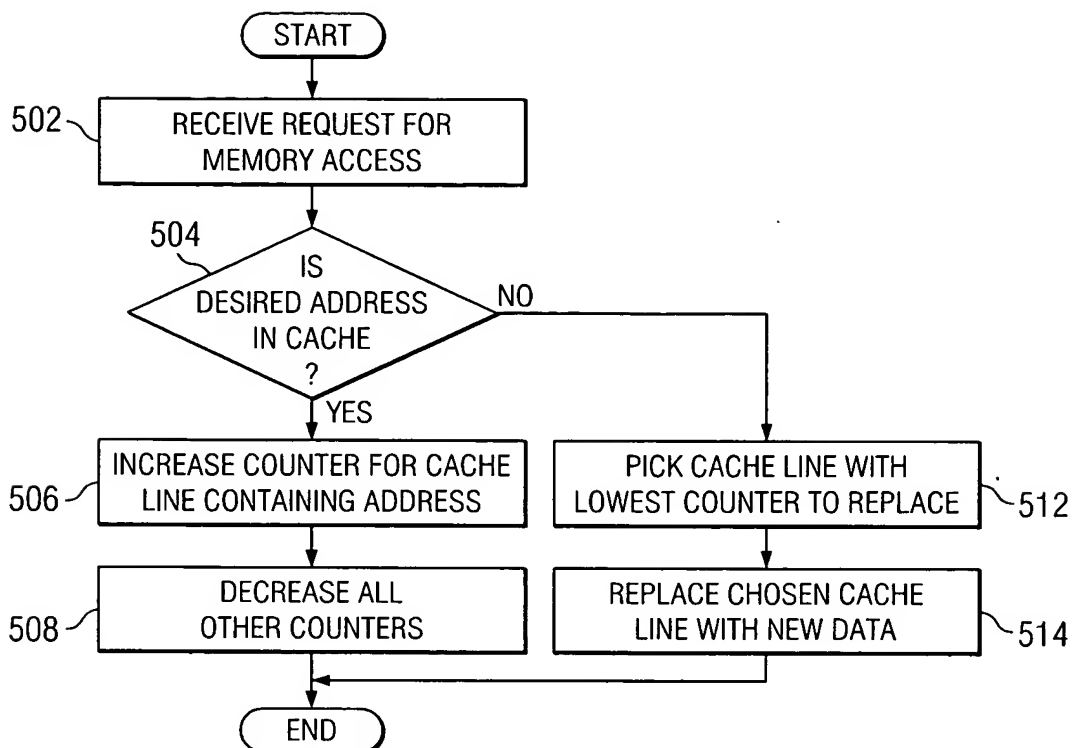 START
502
RECEIVE REQUEST FOR
MEMORY ACCESS
504
IS
DESIRED ADDRESS
IN CACHE
?
NO
YES
506
INCREASE COUNTER FOR CACHE
LINE CONTAINING ADDRESS
PICK CACHE LINE WITH
LOWEST COUNTER TO REPLACE
512
508
DECREASE ALL
OTHER COUNTERS
REPLACE CHOSEN CACHE
LINE WITH NEW DATA
514
END